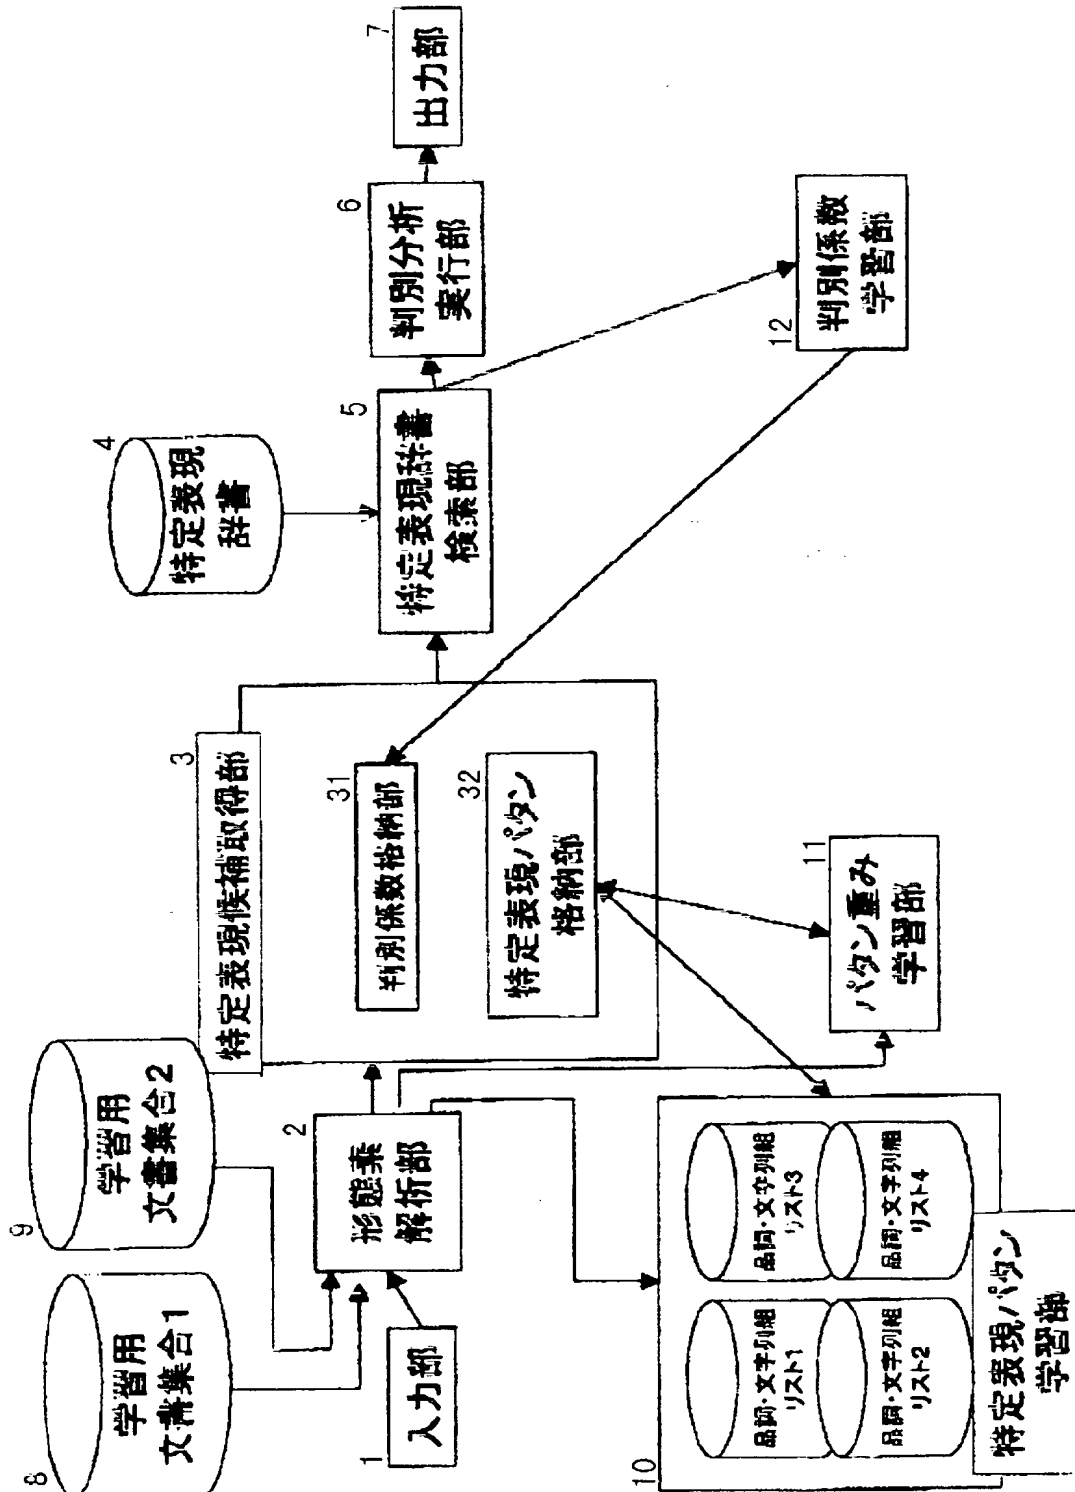 8
学習用
文書集合1
9
学習用
文書集合2
1
入力部
2
形態素
解析部
3
特定表現候補取得部
31
判別係数格納部
32
特定表現パタン
格納部
4
特定表現
辞書
5
特定表現辞書
検索部
6
判別分析
実行部
7
出力部
10
品詞・文字列組
リスト1
品詞・文字列組
リスト2
品詞・文字列組
リスト3
品詞・文字列組
リスト4
特定表現パタン
学習部
11
パタン重み
学習部
12
判別係数
学習部